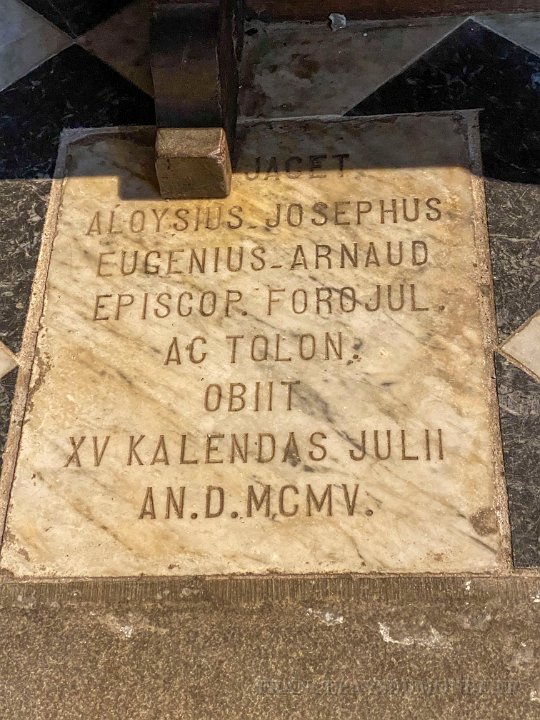 JACET
ALOYSIUS-JOSEPHUS
EUGENIUS-ARNAUD
EPISCOP. FOROJUL.
AC TOLON.
OBIIT
XV KALENDAS JULII
AN.D.MCMV.